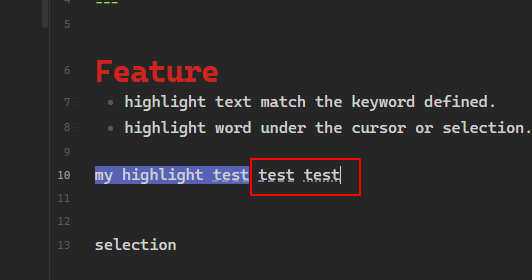 4 ---
5
6 Feature
7 • highlight text match the keyword defined.
8 • highlight word under the cursor or selection.
9
10 my highlight test test test
11
12
13 selection